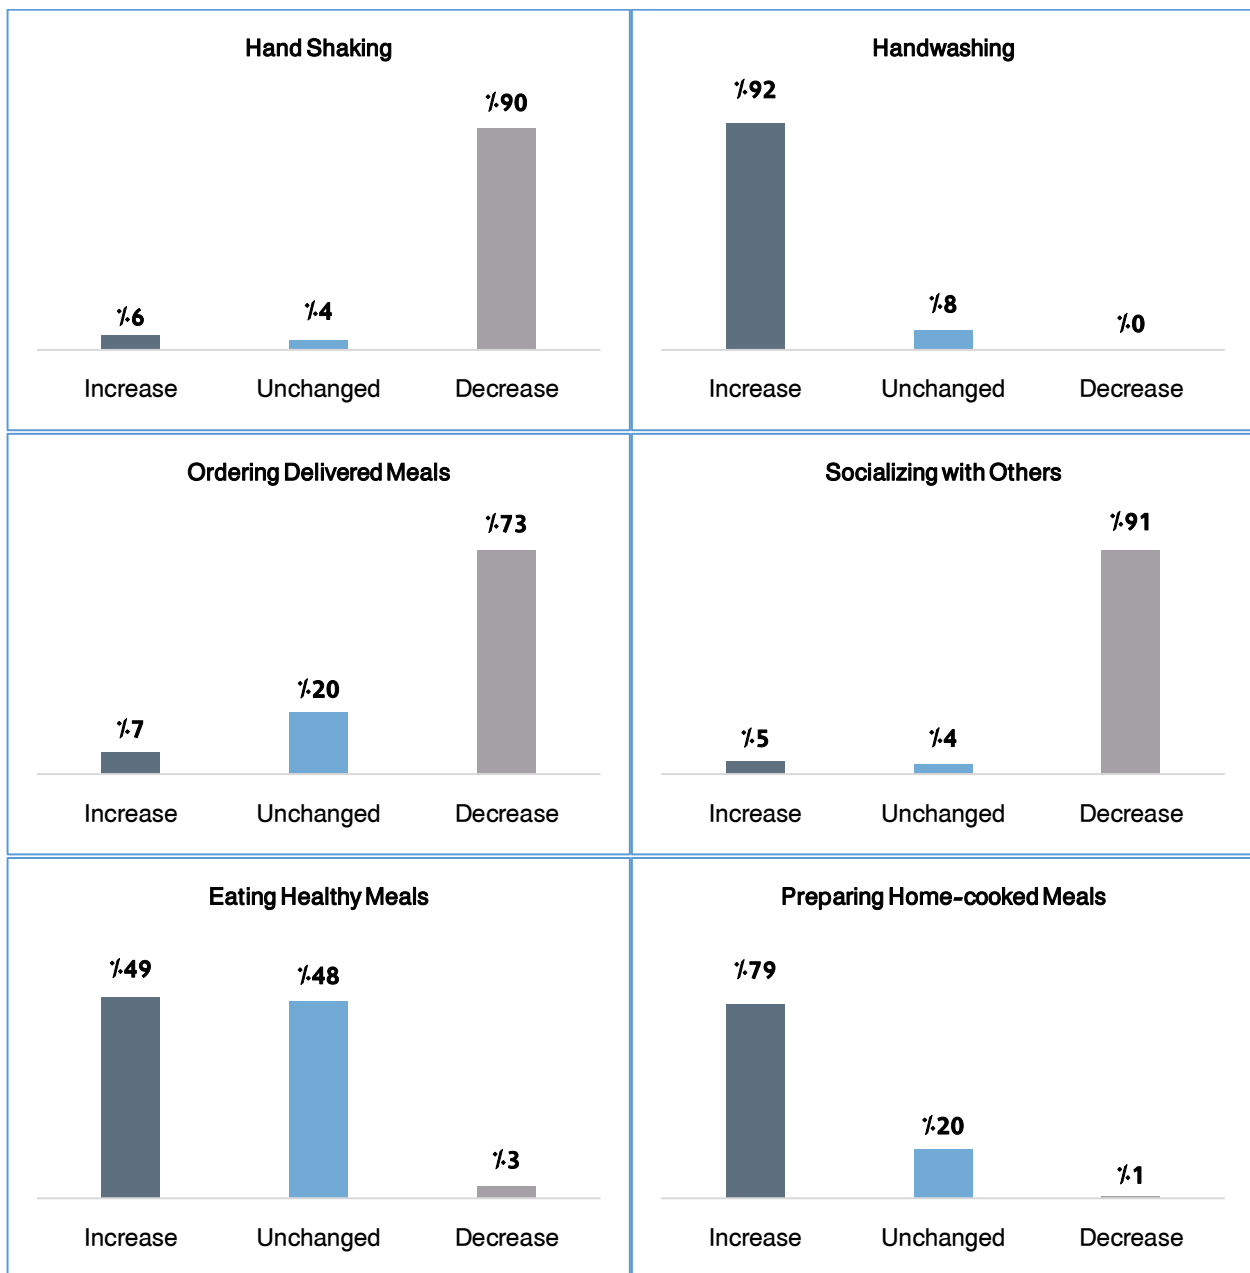 Hand Shaking
٪90
٪6
٪4
Increase Unchanged Decrease
Handwashing
٪92
٪8
٪0
Increase Unchanged Decrease
Ordering Delivered Meals
٪73
٪20
٪7
Increase Unchanged Decrease
Socializing with Others
٪91
٪5
٪4
Increase Unchanged Decrease
Eating Healthy Meals
٪49
٪48
٪3
Increase Unchanged Decrease
Preparing Home-cooked Meals
٪79
٪20
٪1
Increase Unchanged Decrease